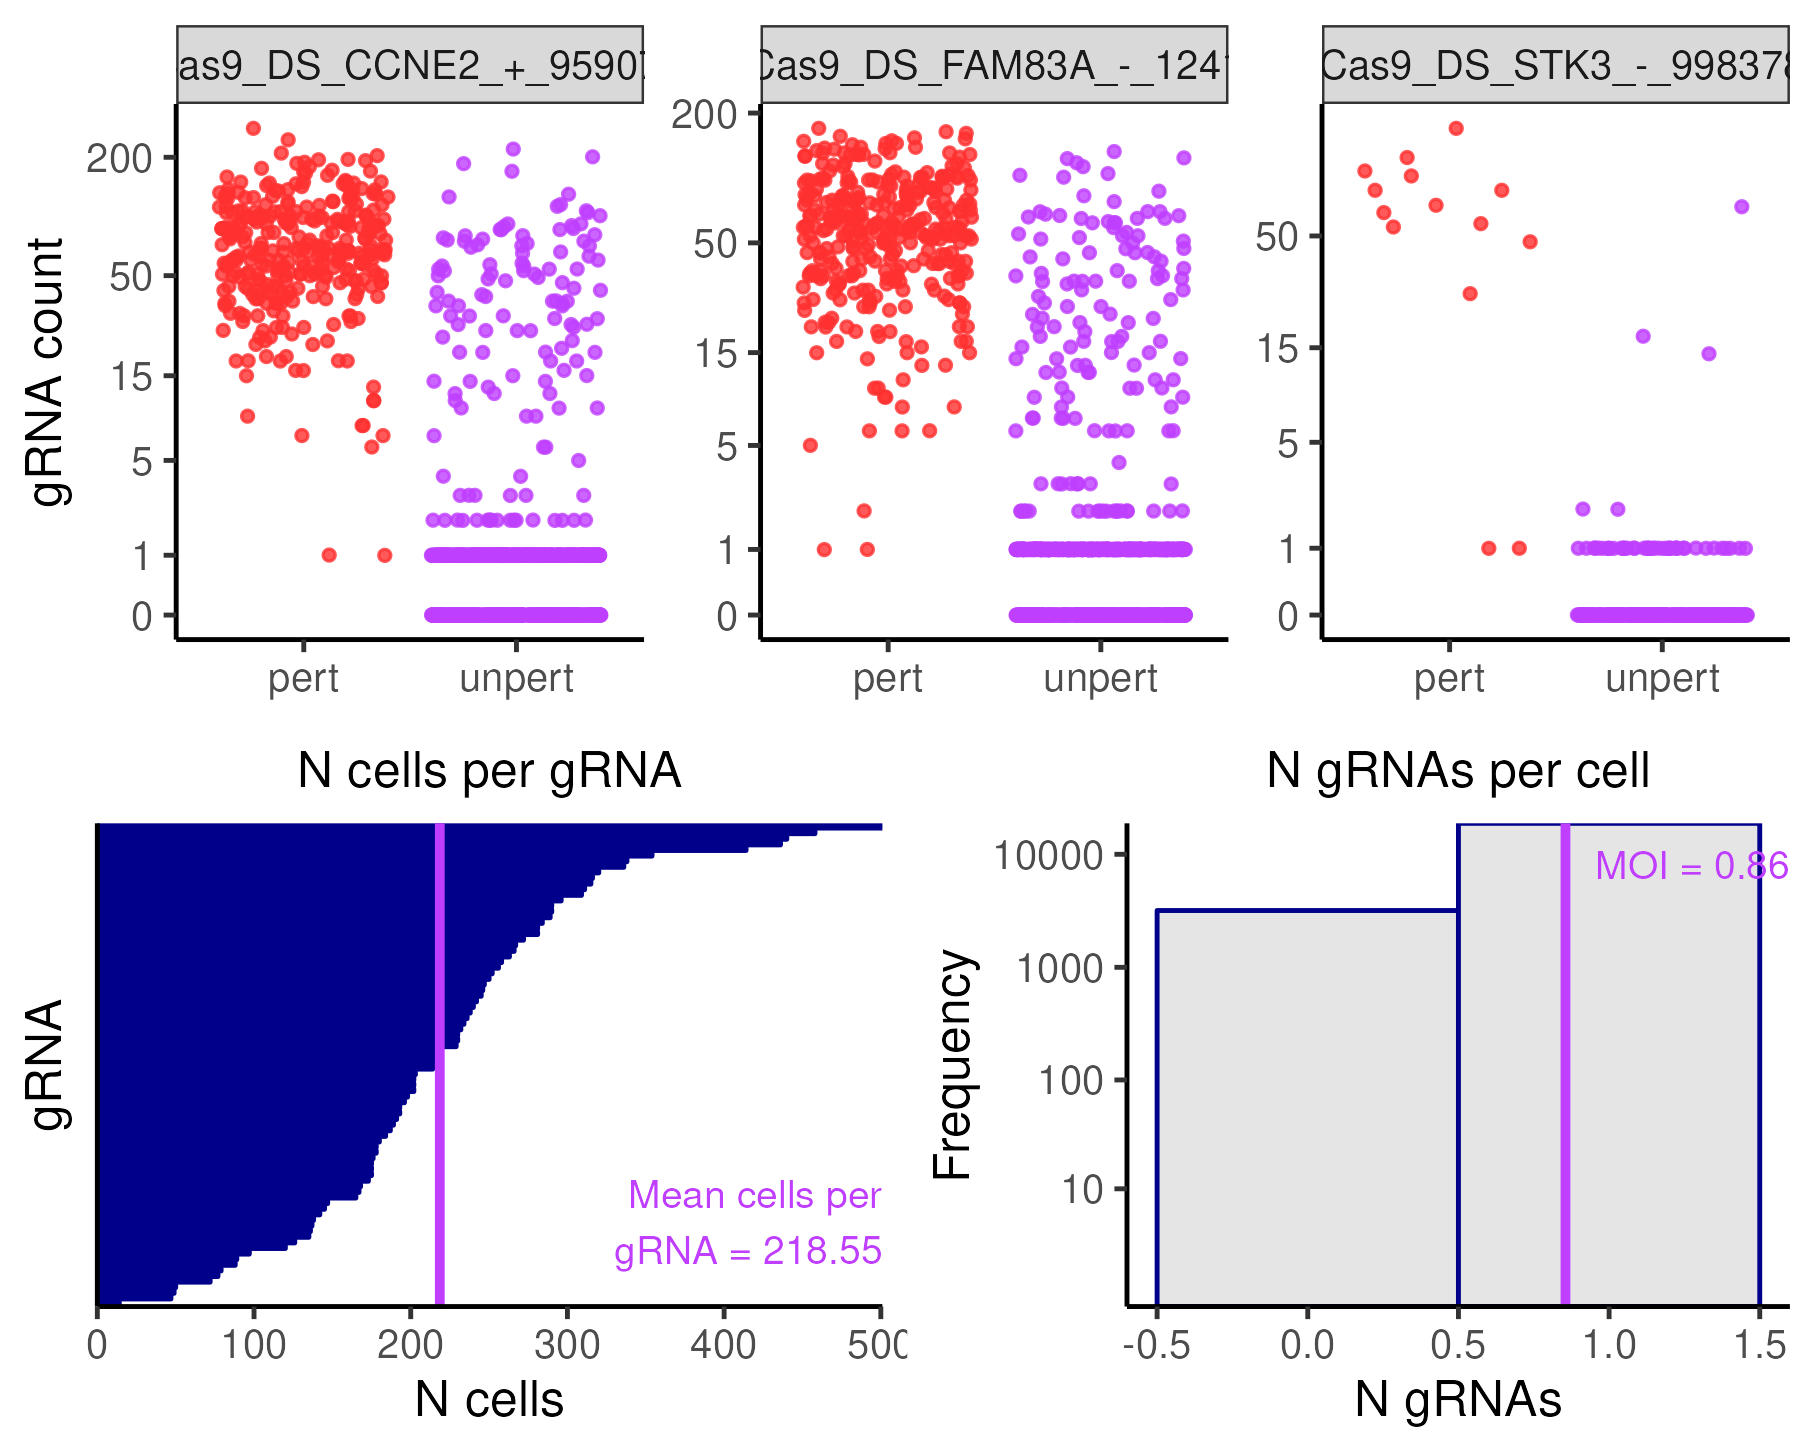 as9_DS_CCNE2_+_9590
Cas9_DS_FAM83A_-_124
Cas9_DS_STK3_-_99837
gRNA count
200
50
15
5
1
0
200
50
15
5
1
0
50
15
5
1
0
pert
unpert
pert
unpert
pert
unpert
N cells per gRNA
gRNA
Mean cells per
gRNA = 218.55
0
100
200
300
400
500
N cells
N gRNAs per cell
Frequency
10000
1000
100
10
MOI = 0.86
-0.5
0.0
0.5
1.0
1.5
N gRNAs